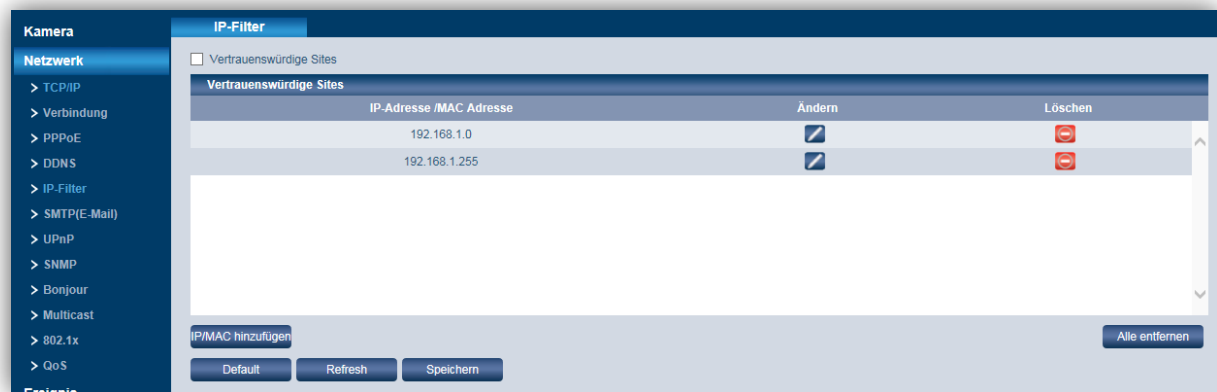 Kamera
Netzwerk
> TCP/IP
> Verbindung
> PPPoE
> DDNS
> IP-Filter
> SMTP(E-Mail)
> UPnP
> SNMP
> Bonjour
> Multicast
> 802.1x
> QoS
Ereignis
IP-Filter
Vertrauenswürdige Sites
Vertrauenswürdige Sites
IP-Adresse /MAC Adresse Ändern Löschen
192.168.1.0
192.168.1.255
IP/MAC hinzufügen Alle entfernen
Default Refresh Speichern